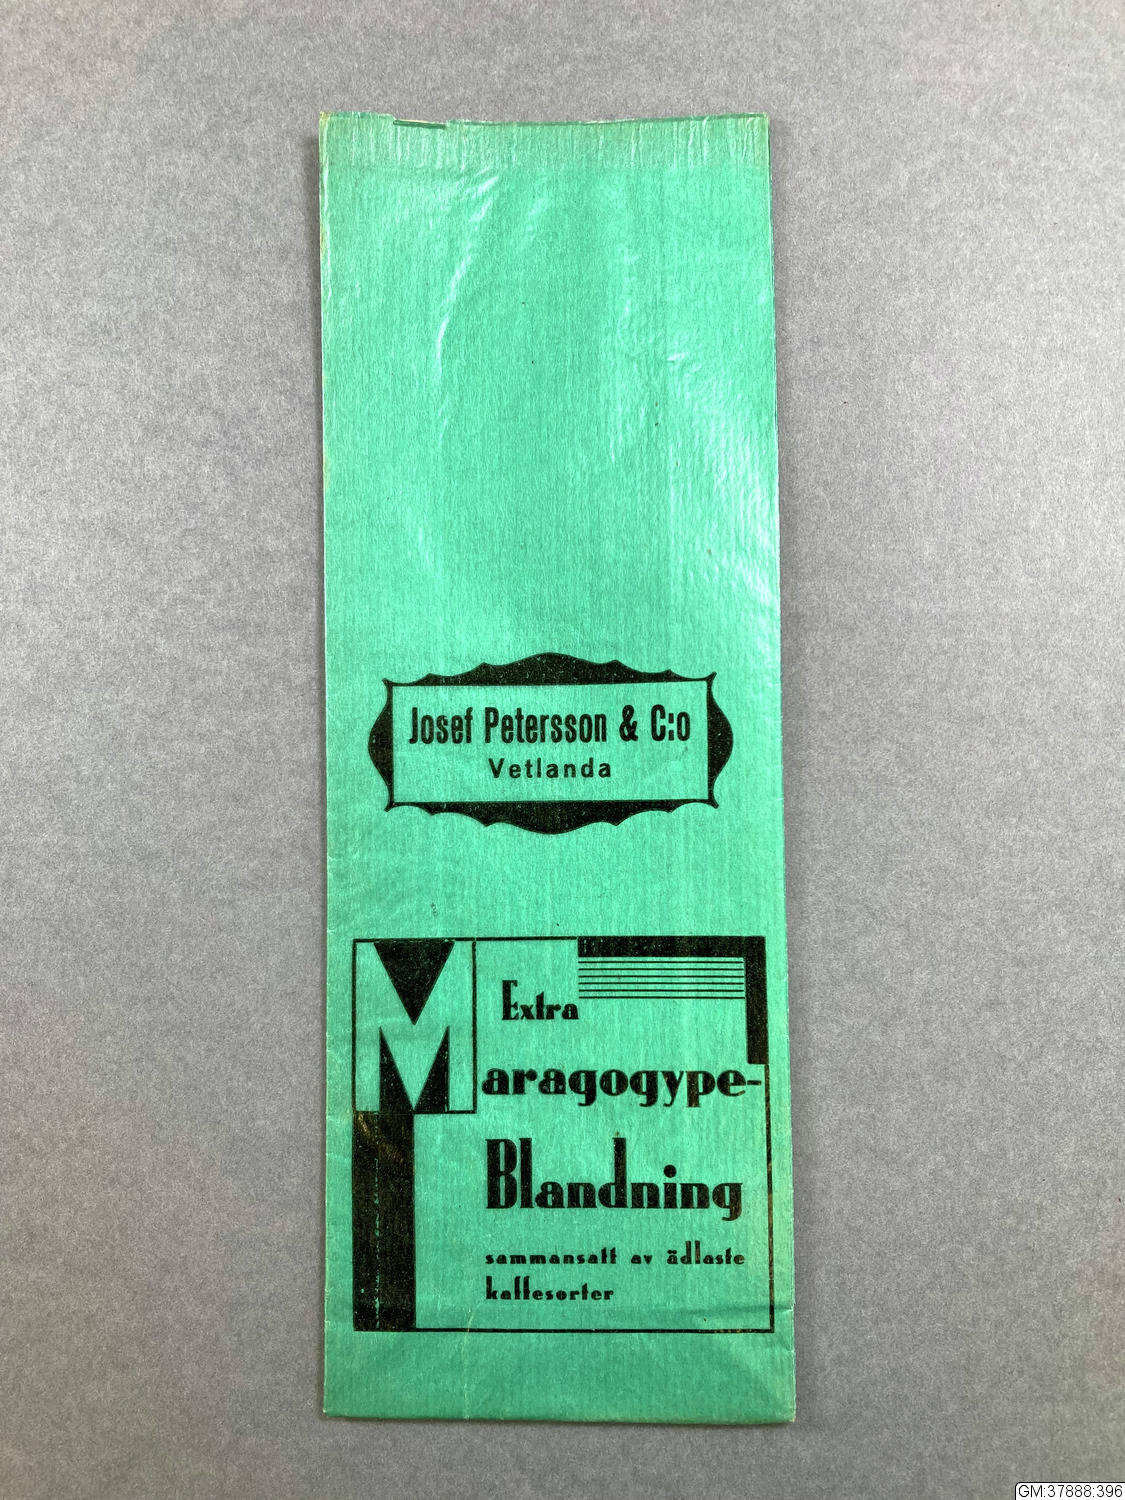 Josef Petersson & C:o
Vetlanda
Extra
Maragogype-
Blandning
sammansatt av ädlaste
kaffesorter
GM:37888:396